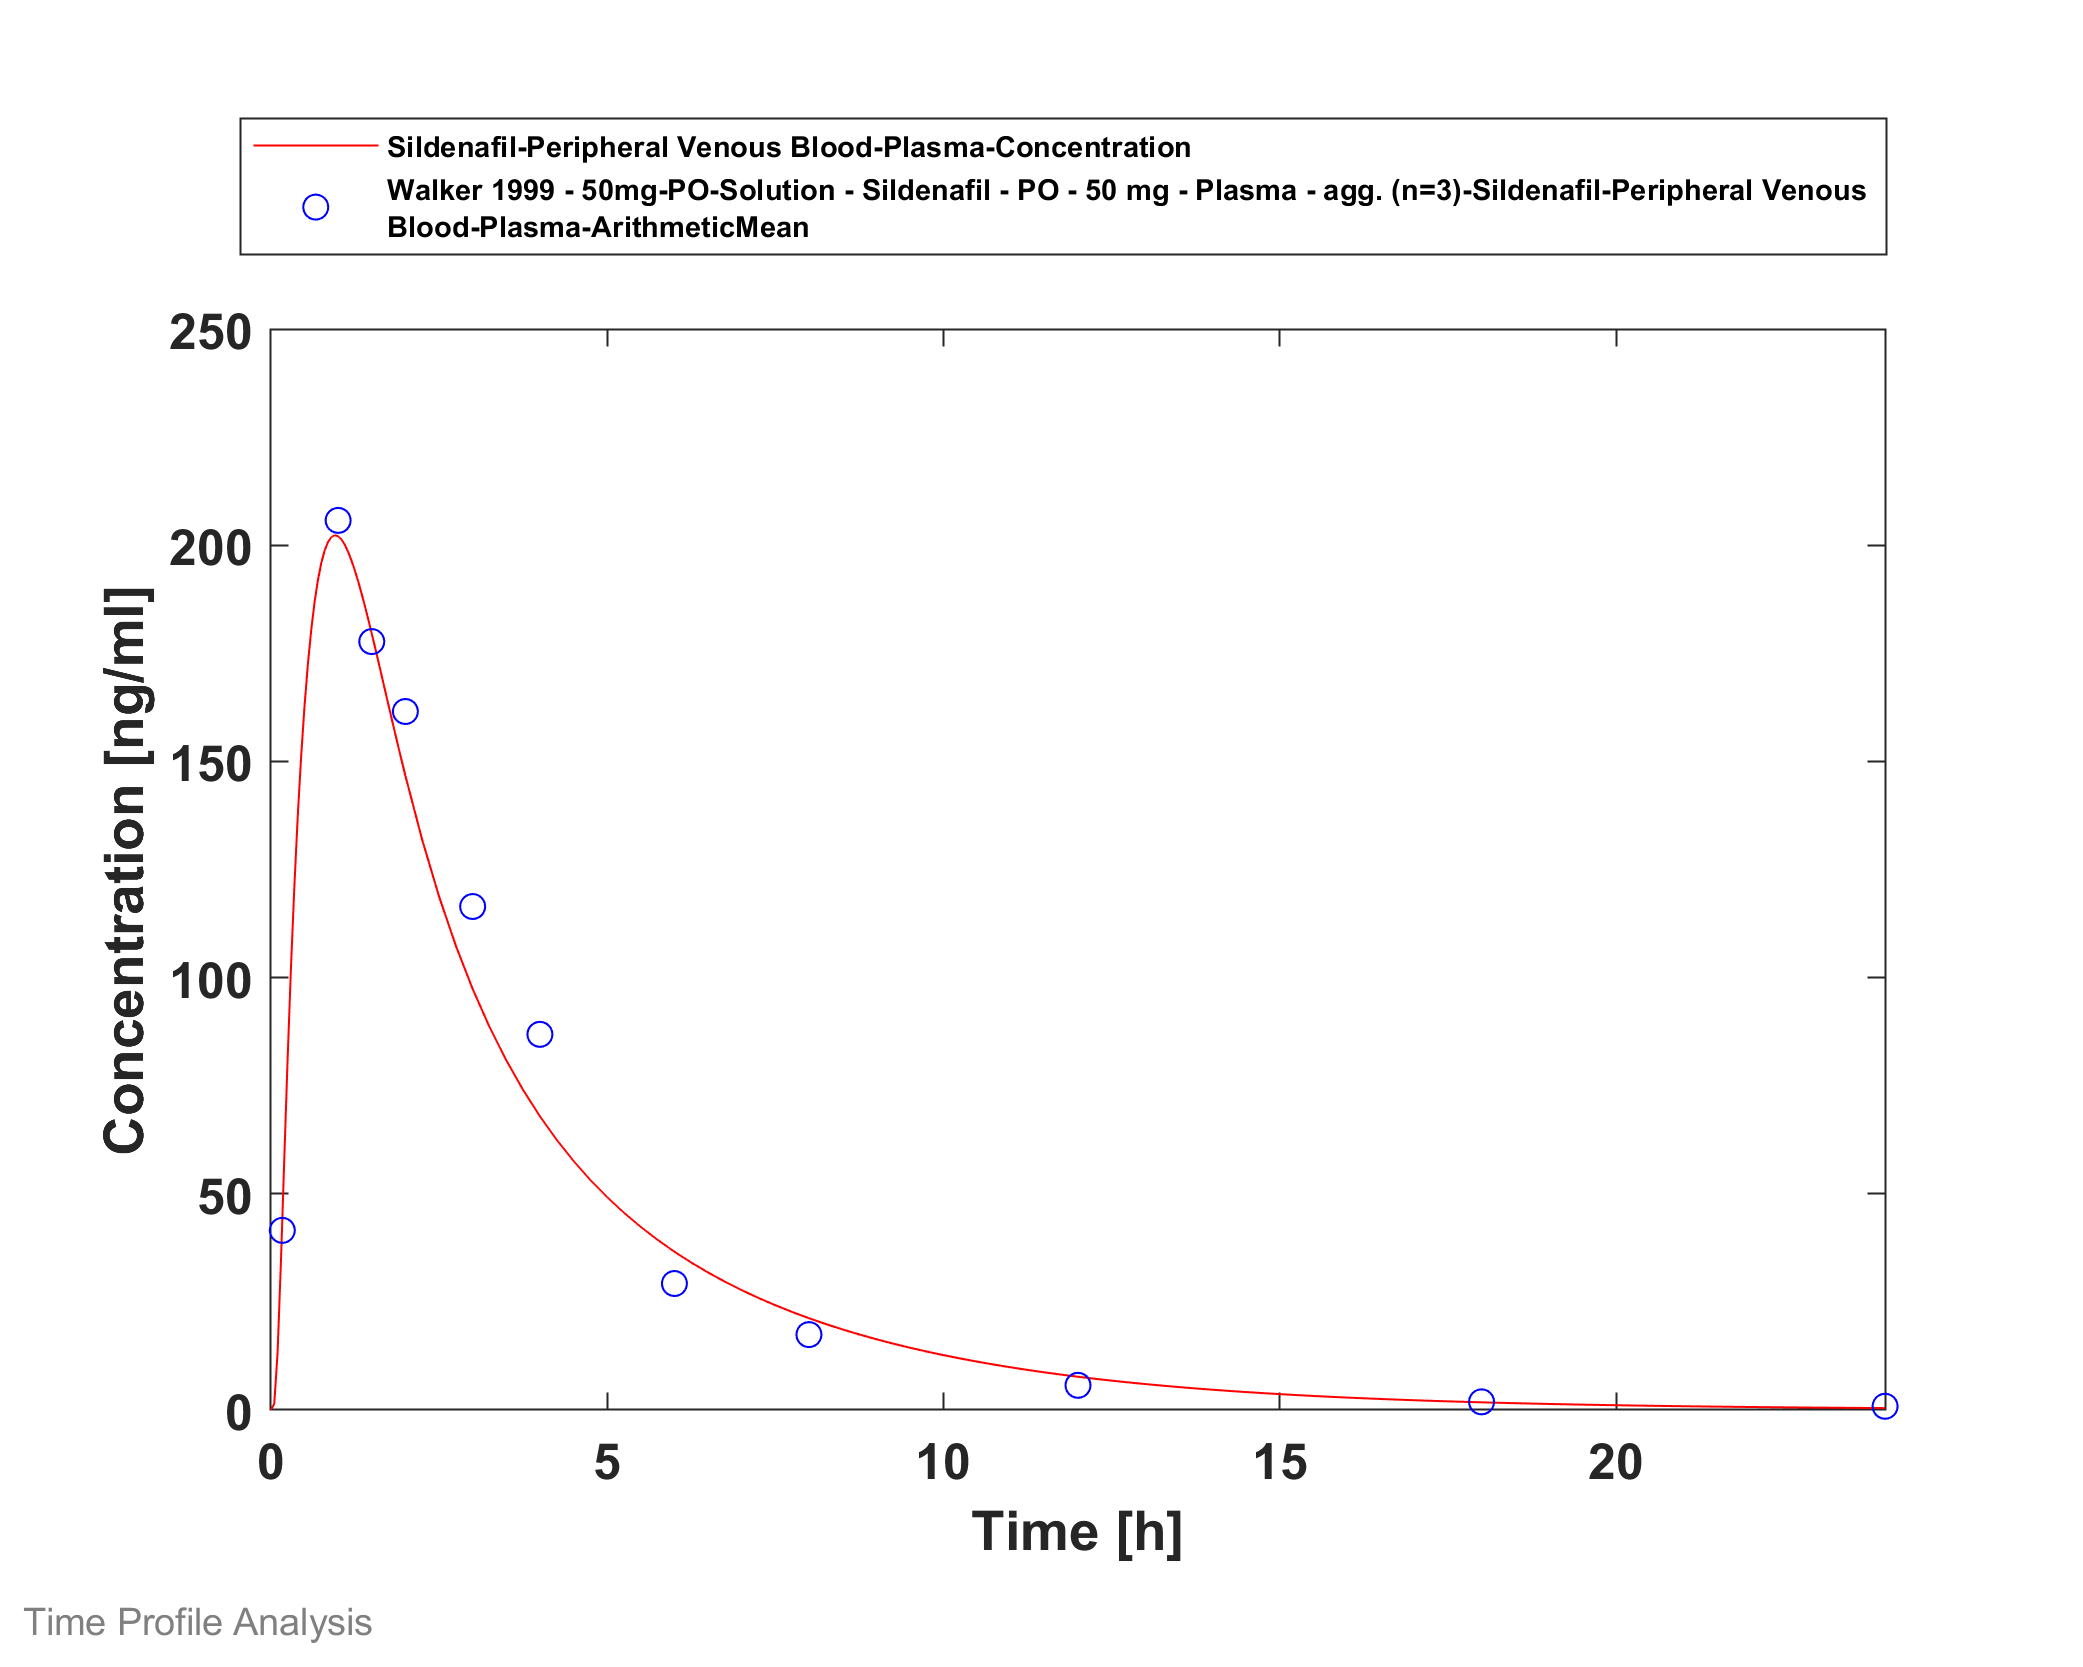 Sildenafil-Peripheral Venous Blood-Plasma-Concentration
Walker 1999 - 50mg-PO-Solution - Sildenafil - PO - 50 mg - Plasma - agg. (n=3)-Sildenafil-Peripheral Venous
Blood-Plasma-ArithmeticMean
250
200
150
100
50
0
Concentration [ng/ml]
0 5 10 15 20
Time [h]
Time Profile Analysis